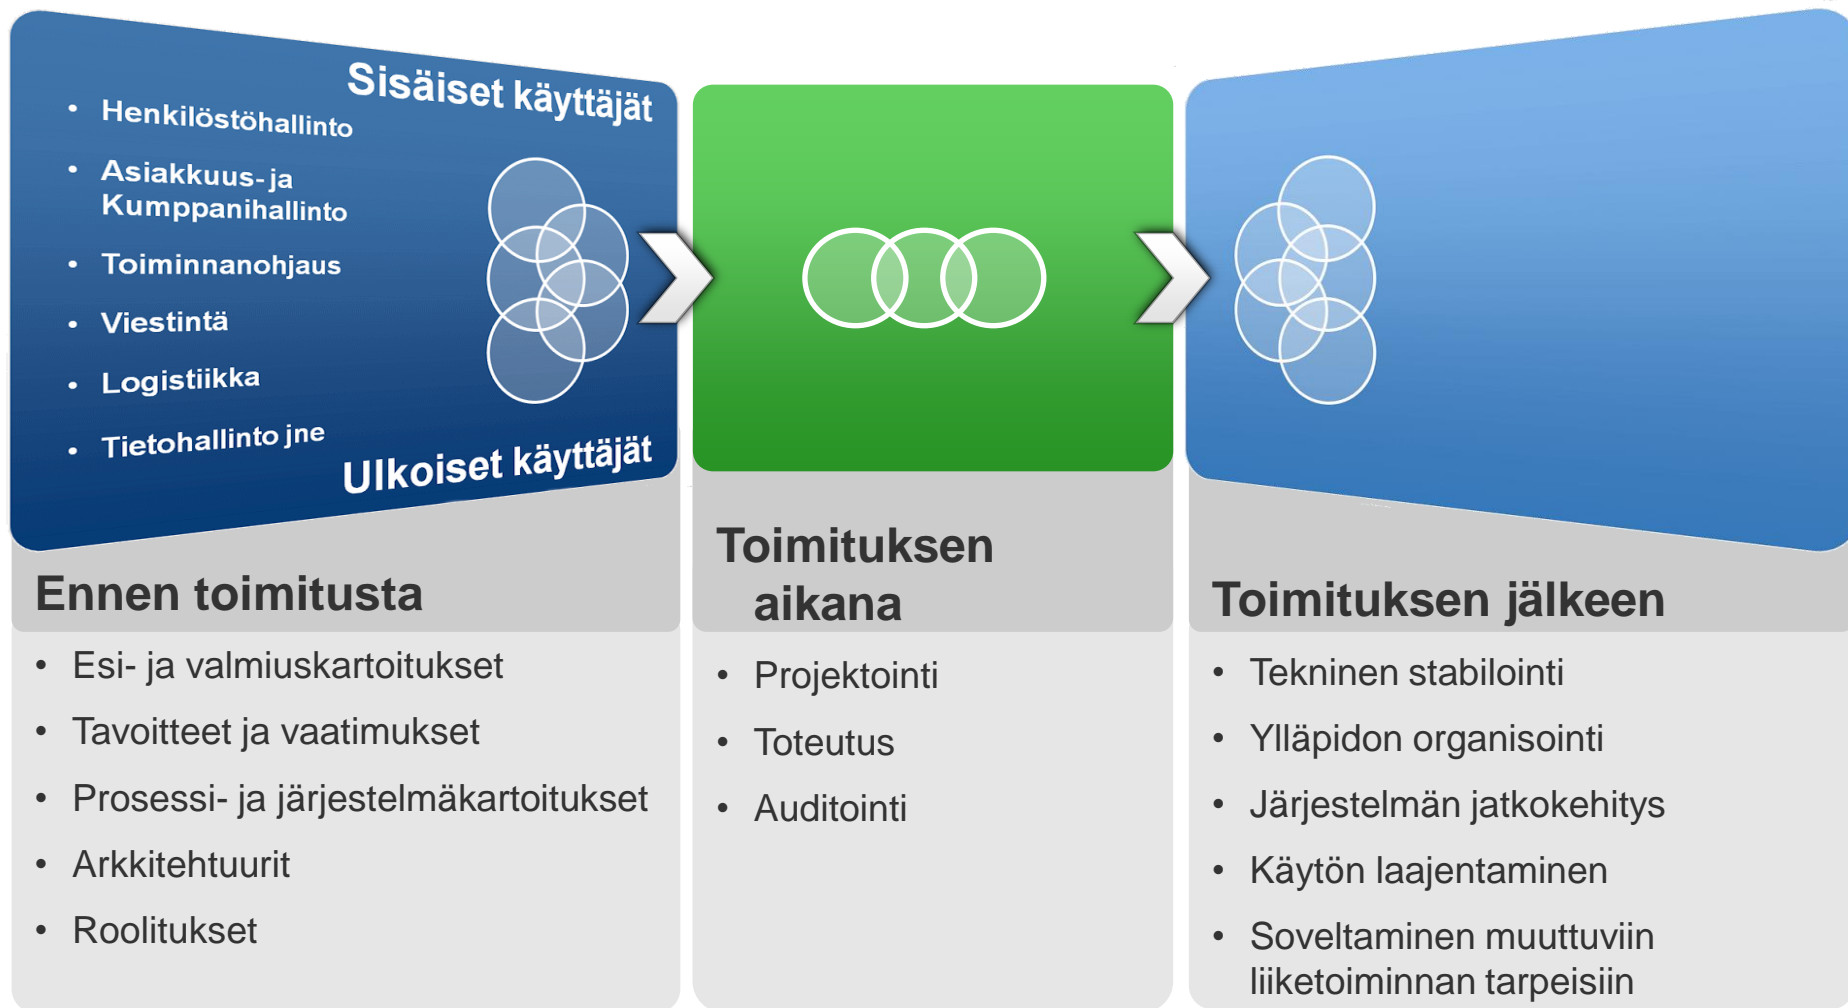 Sisäiset käyttäjät
• Henkilöstöhallinto
• Asiakkuus- ja
Kumppanihallinto
• Toiminnanohjaus
• Viestintä
• Logistiikka
• Tietohallinto jne
Ulkoiset käyttäjät
Ennen toimitusta
• Esi- ja valmiuskartoitukset
• Tavoitteet ja vaatimukset
• Prosessi- ja järjestelmäkartoitukset
• Arkkitehtuurit
• Roolitukset
Toimituksen
aikana
• Projektointi
• Toteutus
• Auditointi
Toimituksen jälkeen
• Tekninen stabilointi
• Ylläpidon organisointi
• Järjestelmän jatkokehitys
• Käytön laajentaminen
• Soveltaminen muuttuviin
liiketoiminnan tarpeisiin